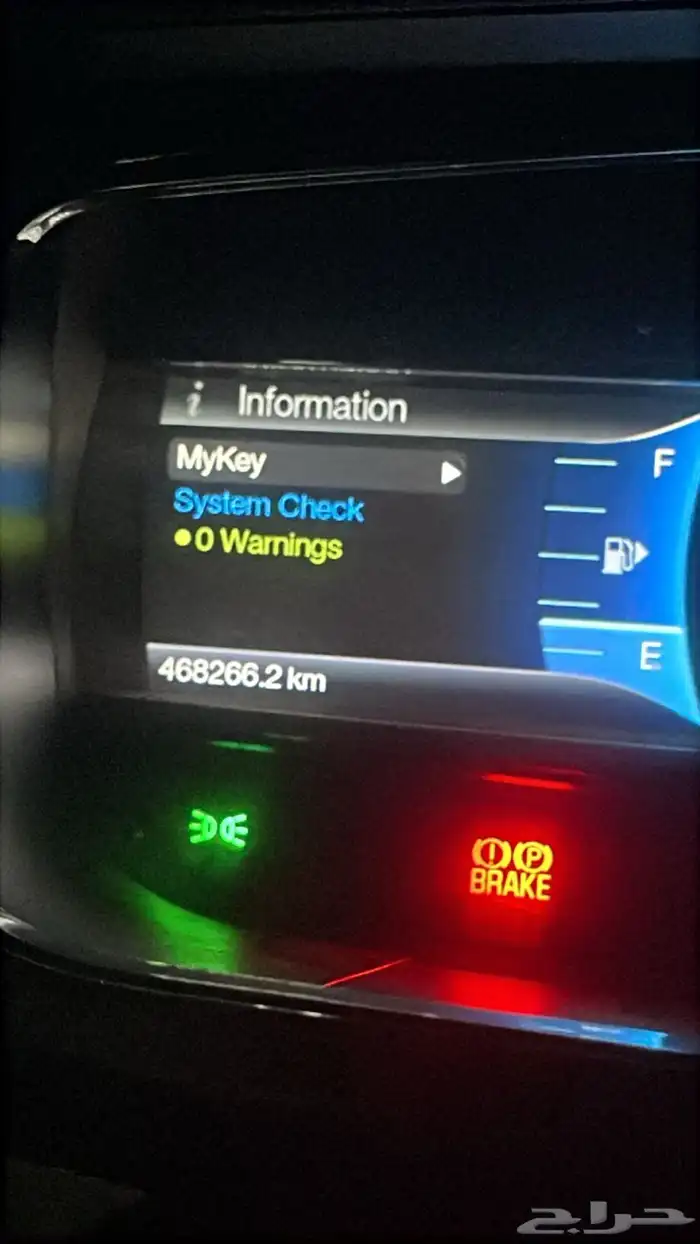 Information
MyKey
System Check
0 Warnings
F
E
468266.2 km
P
BRAKE
حراج